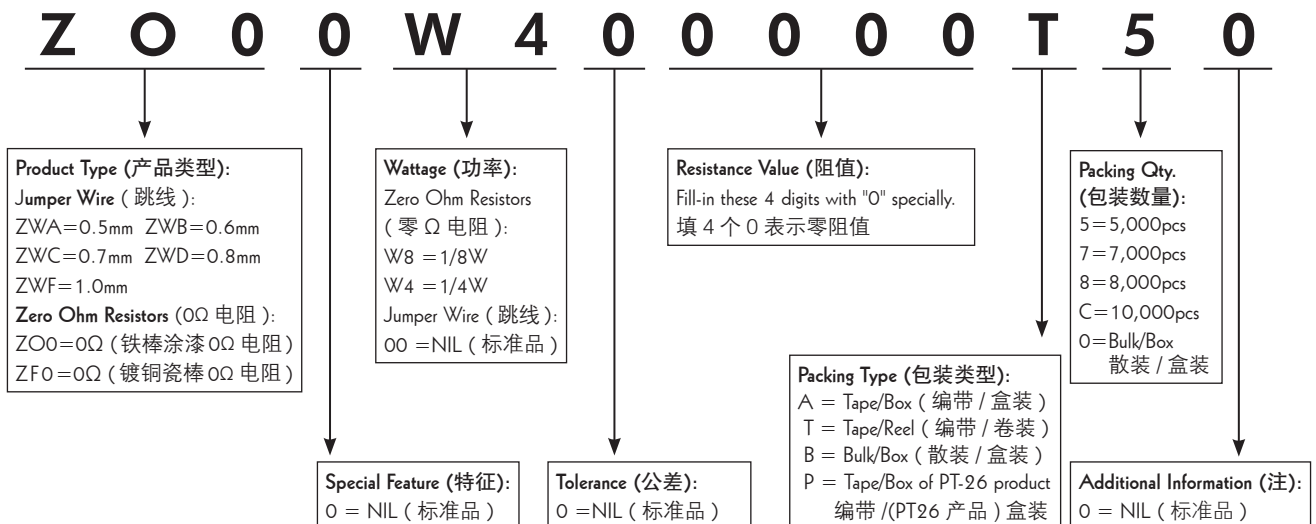 Z O 0 0 W 4 0 0 0 0 0 T 5 0
Product Type (产品类型):
Jumper Wire ( 跳线 ):
ZWA=0.5mm ZWB=0.6mm
ZWC=0.7mm ZWD=0.8mm
ZWF=1.0mm
Zero Ohm Resistors (0Ω 电阻 ):
ZO0=0Ω ( 铁棒涂漆 0Ω 电阻 )
ZF0=0Ω ( 镀铜瓷棒 0Ω 电阻 )
Special Feature (特征):
0 = NIL ( 标准品 )
Wattage (功率):
Zero Ohm Resistors
( 零 Ω 电阻 ):
W8 =1/8W
W4 =1/4W
Jumper Wire ( 跳线 ):
00 =NIL ( 标准品 )
Tolerance (公差):
0 =NIL ( 标准品 )
Resistance Value (阻值):
Fill-in these 4 digits with "0" specially.
填 4 个 0 表示零阻值
Packing Type (包装类型):
A = Tape/Box ( 编带 / 盒装 )
T = Tape/Reel ( 编带 / 卷装 )
B = Bulk/Box ( 散装 / 盒装 )
P = Tape/Box of PT-26 product
编带 /(PT26 产品 ) 盒装
Packing Qty.
(包装数量):
5=5,000pcs
7=7,000pcs
8=8,000pcs
C=10,000pcs
0=Bulk/Box
散装 / 盒装
Additional Information (注):
0 = NIL ( 标准品 )